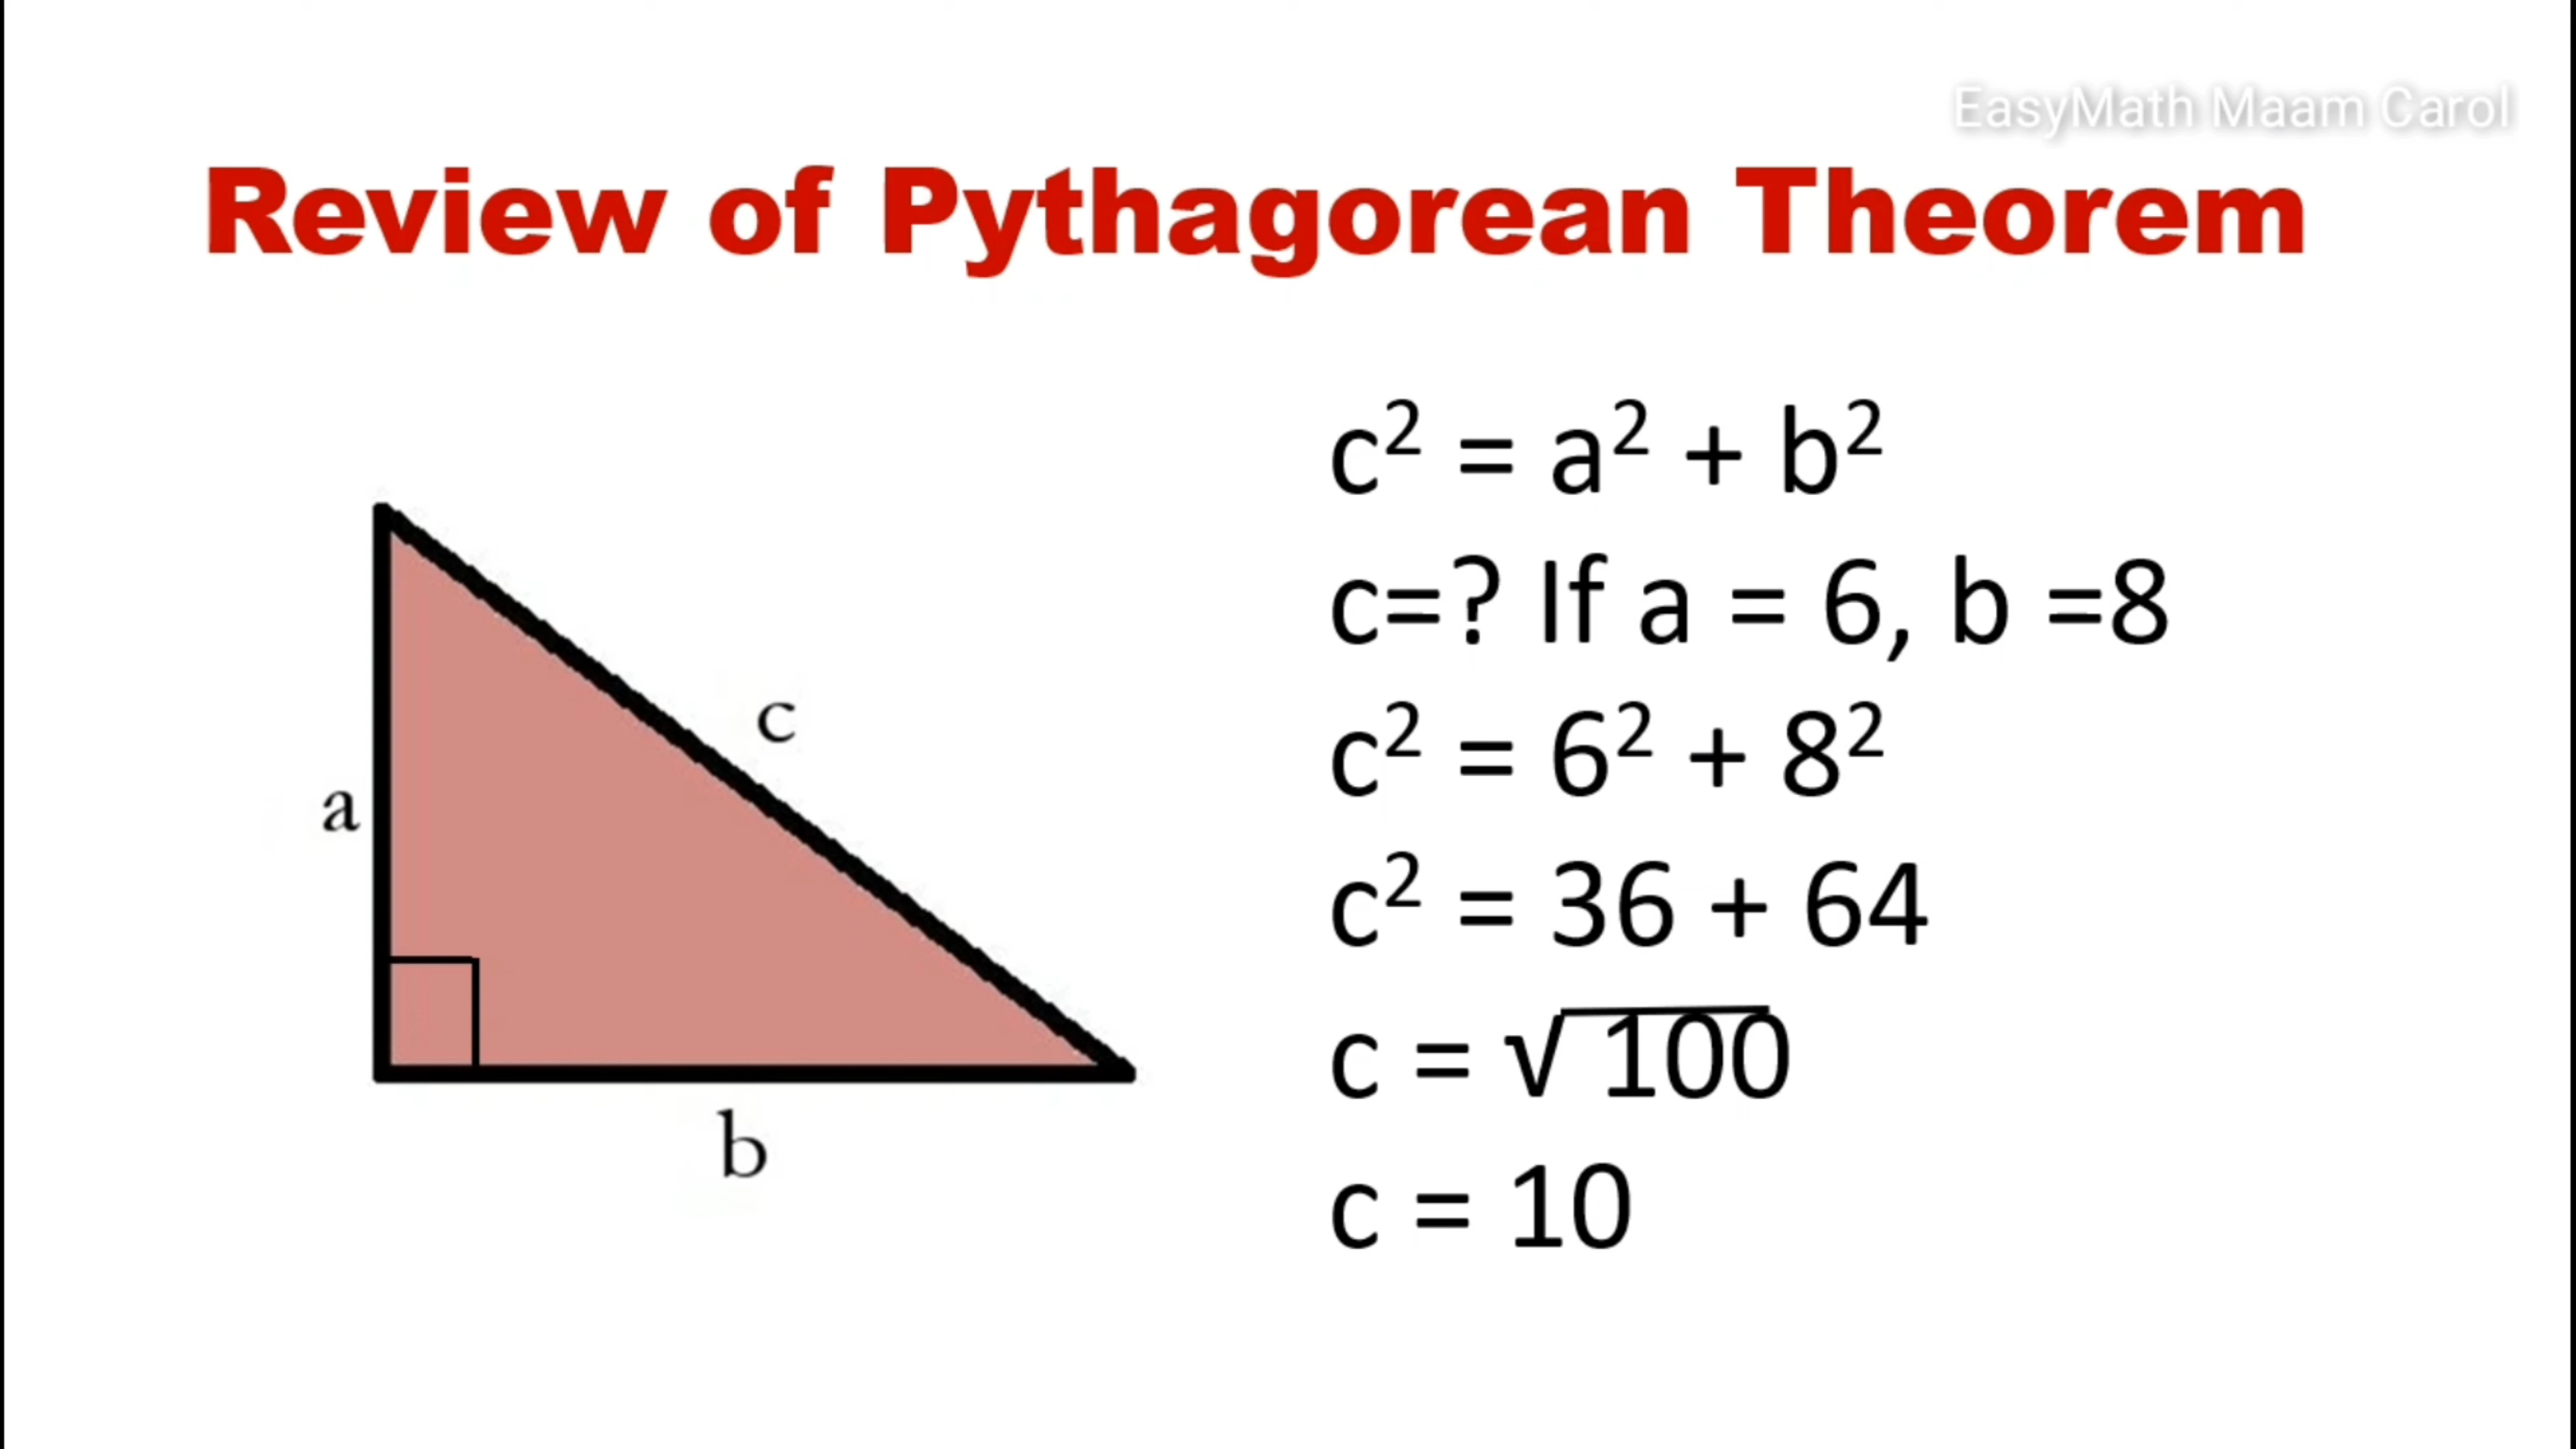 EasyMath Maam Carol
Review of Pythagorean Theorem
c² = a² + b²
c=? If a = 6, b =8
c² = 6² + 8²
c² = 36 + 64
c = √100
c = 10
c
a
b